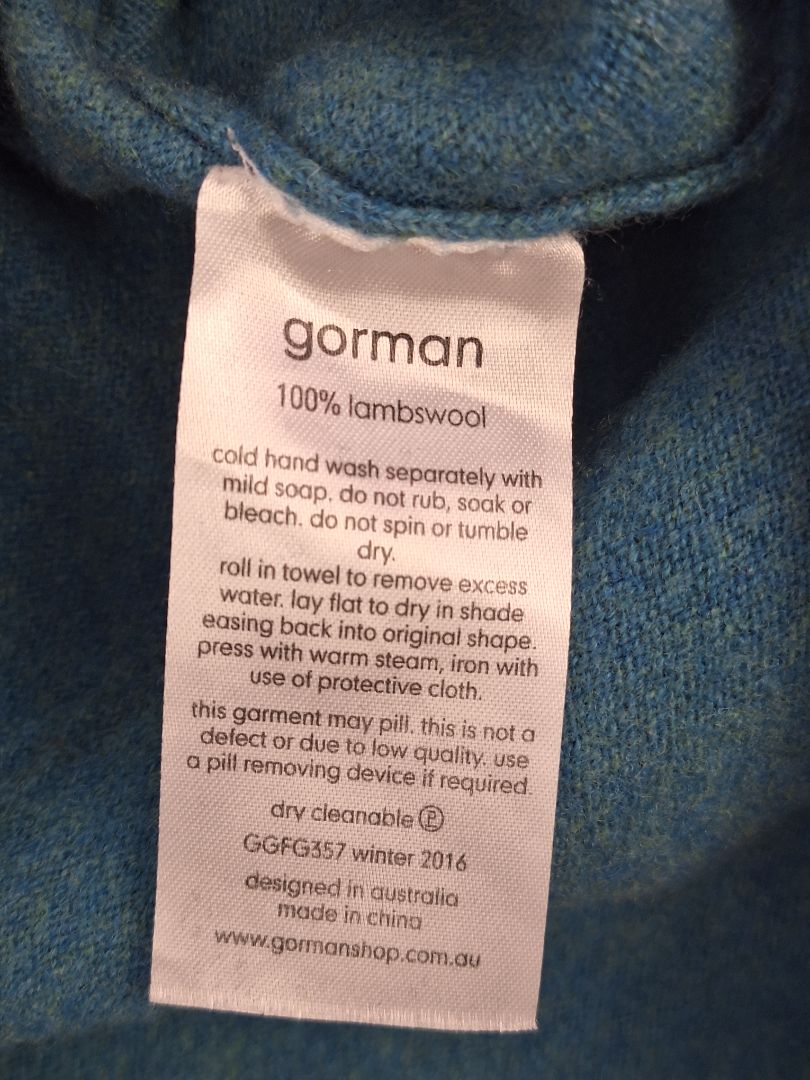 gorman
100% lambswool
cold hand wash separately with
mild soap. do not rub, soak or
bleach. do not spin or tumble
dry.
roll in towel to remove excess
water. lay flat to dry in shade
easing back into original shape.
press with warm steam, iron with
use of protective cloth.
this garment may pill. this is not a
defect or due to low quality. use
a pill removing device if required.
dry cleanable Ⓟ
GGFG357 winter 2016
designed in australia
made in china
www.gormanshop.com.au